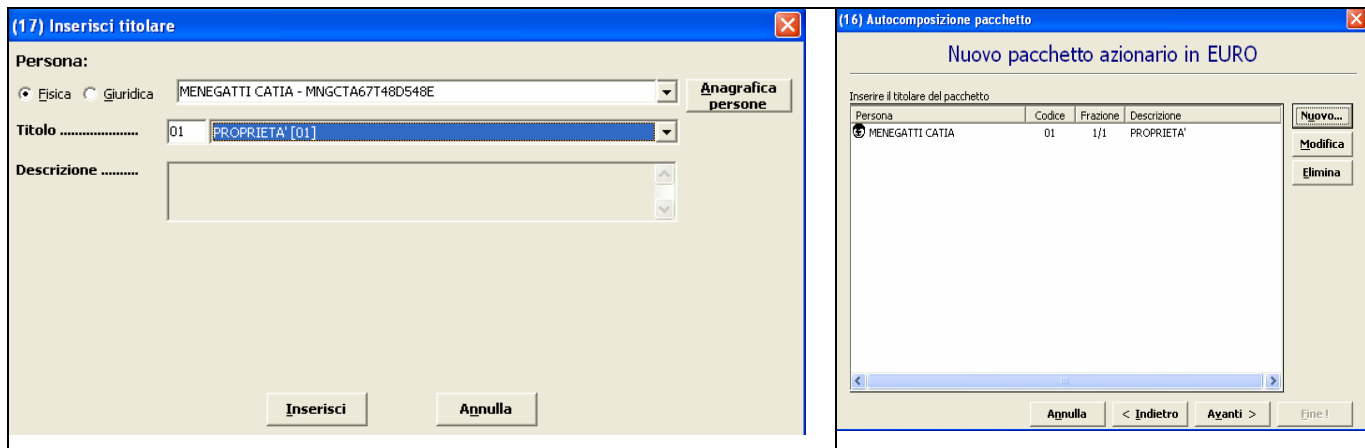 (17) Inserisci titolare
Persona:
Fisica Giuridica MENEGATTI CATIA - MNGCTA67T48D548E Anagrafica persone
Titolo ..................... 01 PROPRIETA' [01]
Descrizione ..........
Inserisci Annulla
(16) Autocomposizione pacchetto
Nuovo pacchetto azionario in EURO
Inserire il titolare del pacchetto
Persona Codice Frazione Descrizione
MENEGATTI CATIA 01 1/1 PROPRIETA'
Nuovo...
Modifica
Elimina
Annulla < Indietro Avanti > Fine !